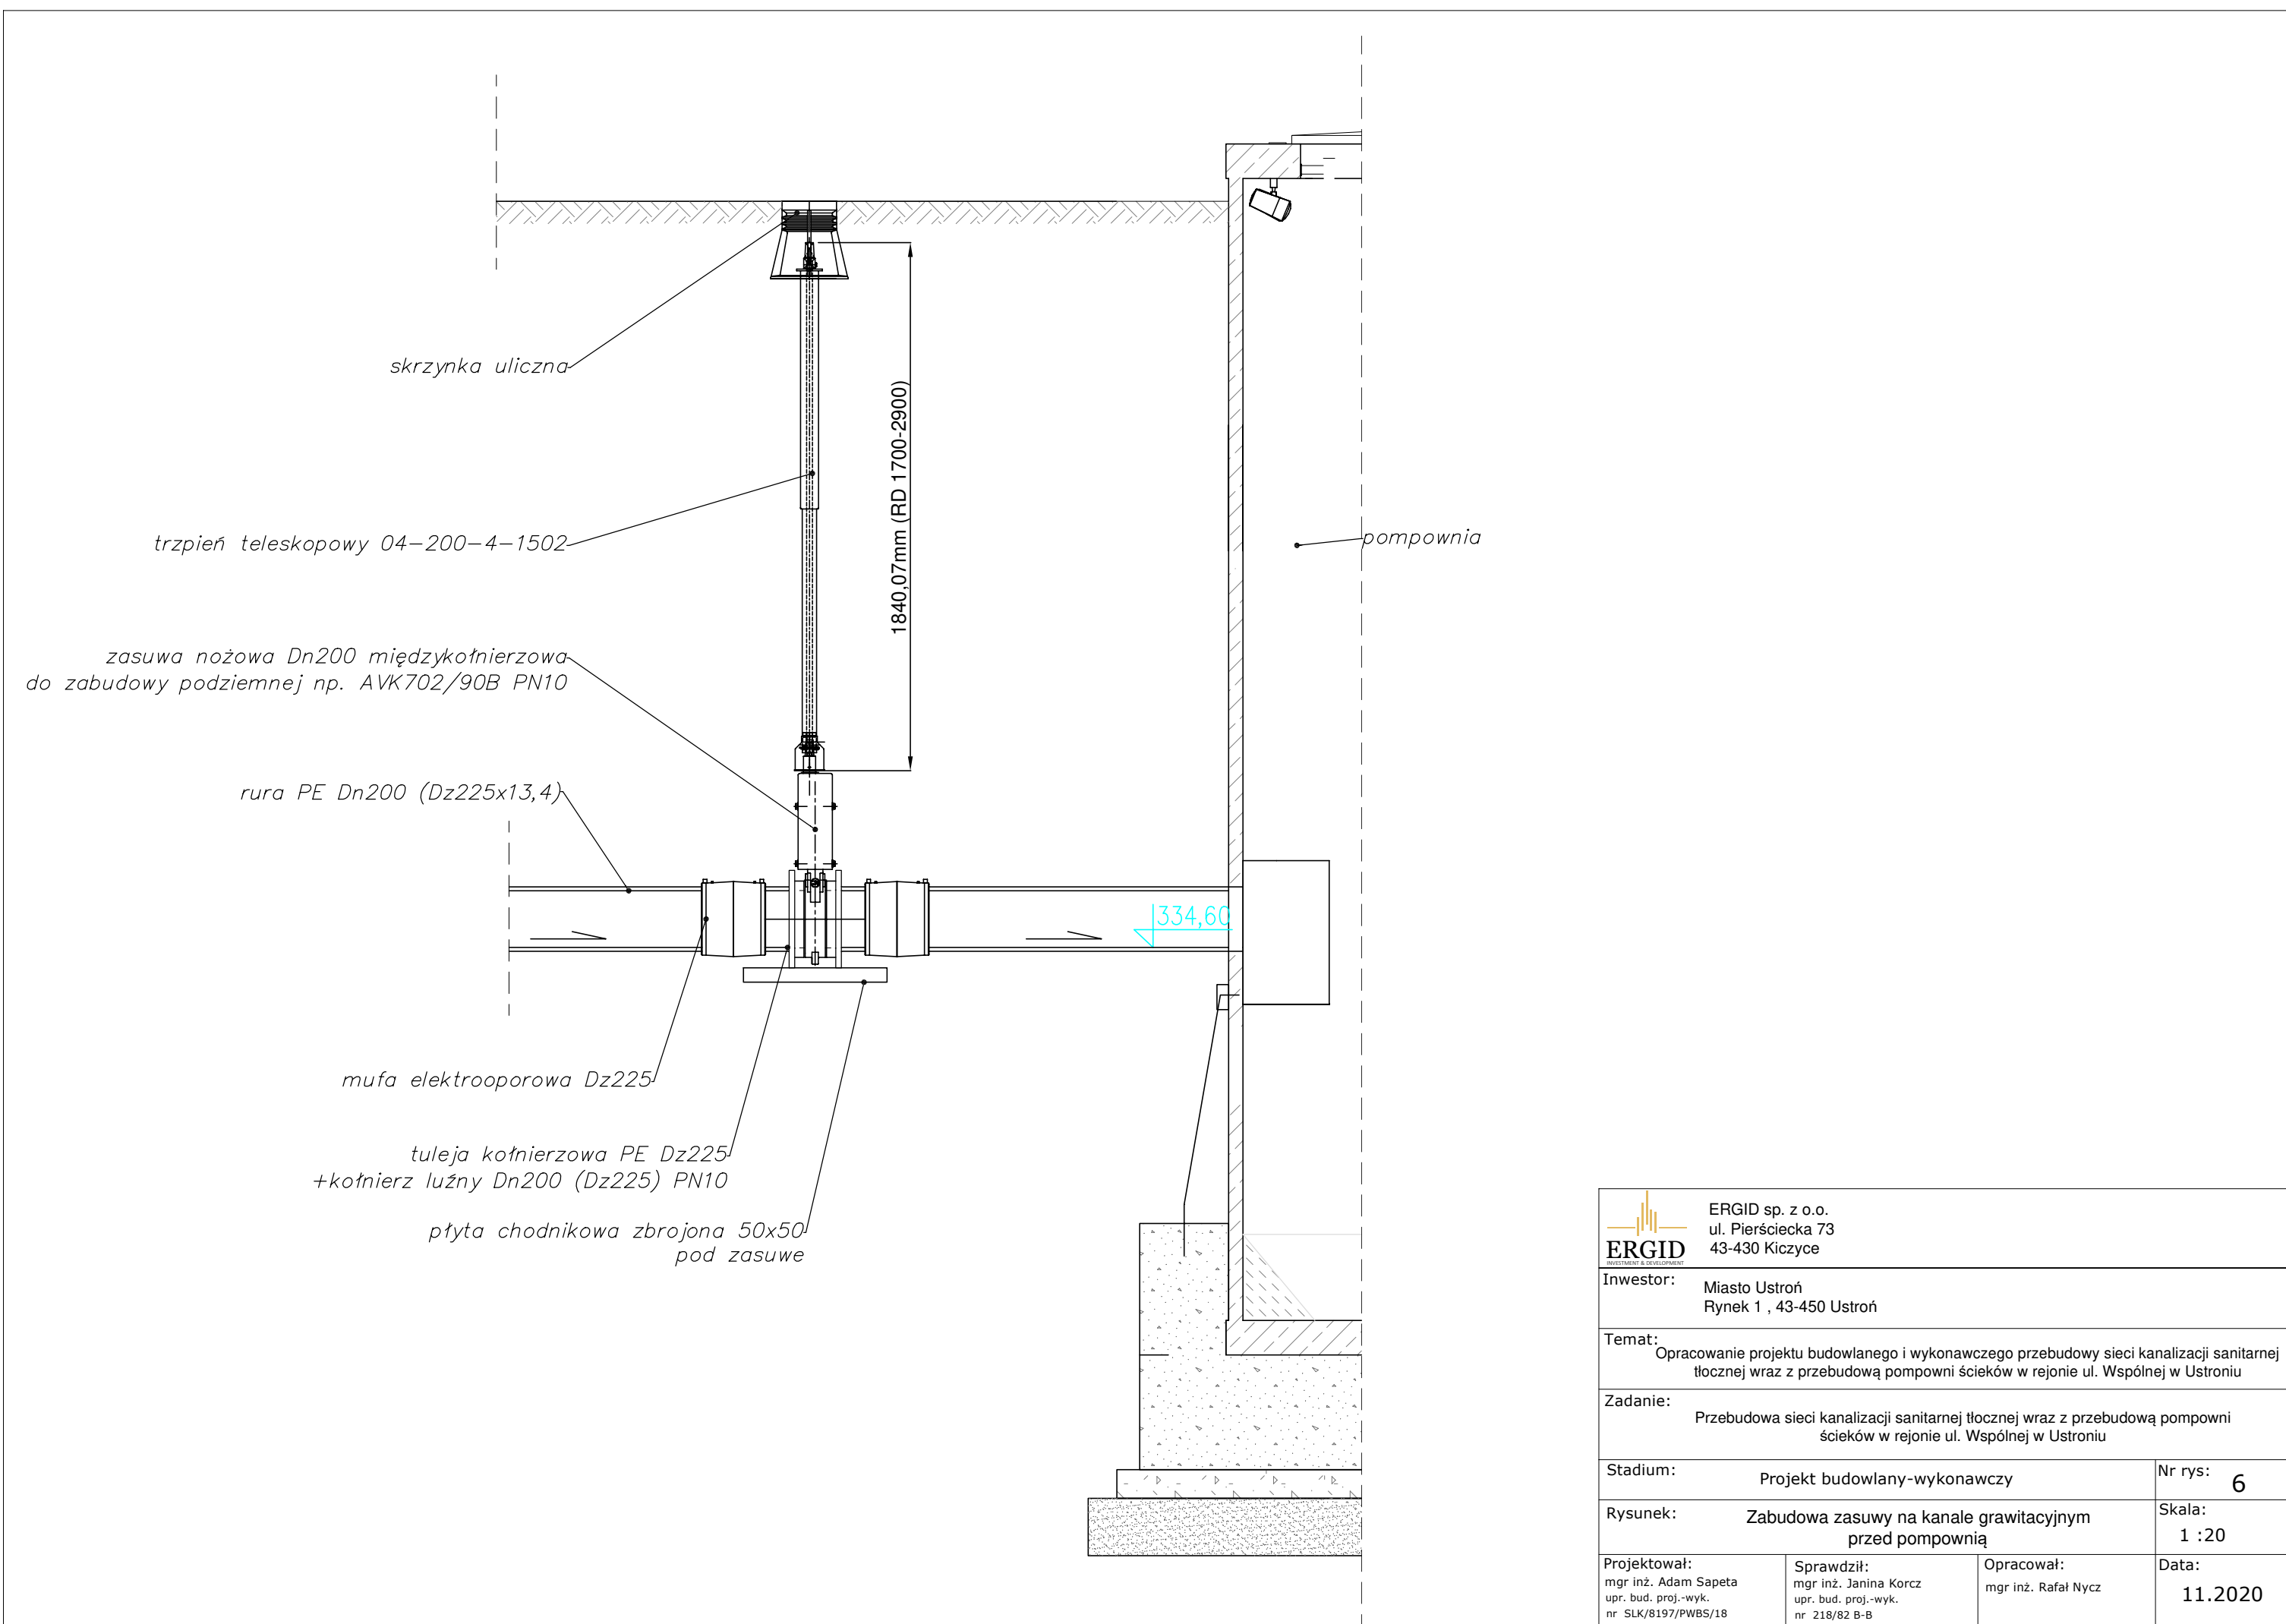 skrzynka uliczna
trzpień teleskopowy 04-200-4-1502
zasuwa nożowa Dn200 międzykołnierzowa
do zabudowy podziemnej np. AVK702/90B PN10
rura PE Dn200 (Dz225x13,4)
1840,07mm (RD 1700-2900)
pompownia
334,60
mufa elektrooporowa Dz225
tuleja kołnierzowa PE Dz225
+kołnierz luźny Dn200 (Dz225) PN10
płyta chodnikowa zbrojona 50x50
pod zasuwe
ERGID
INVESTMENT & DEVELOPMENT
ERGID sp. z o.o.
ul. Pierściecka 73
43-430 Kiczyce
Inwestor:
Miasto Ustroń
Rynek 1 , 43-450 Ustroń
Temat:
Opracowanie projektu budowlanego i wykonawczego przebudowy sieci kanalizacji sanitarnej
tłocznej wraz z przebudową pompowni ścieków w rejonie ul. Wspólnej w Ustroniu
Zadanie:
Przebudowa sieci kanalizacji sanitarnej tłocznej wraz z przebudową pompowni
ścieków w rejonie ul. Wspólnej w Ustroniu
Stadium:
Projekt budowlany-wykonawczy
Nr rys: 6
Rysunek:
Zabudowa zasuwy na kanale grawitacyjnym
przed pompownią
Skala:
1 :20
Projektował:
mgr inż. Adam Sapeta
upr. bud. proj.-wyk.
nr SLK/8197/PWBS/18
Sprawdził:
mgr inż. Janina Korcz
upr. bud. proj.-wyk.
nr 218/82 B-B
Opracował:
mgr inż. Rafał Nycz
Data:
11.2020